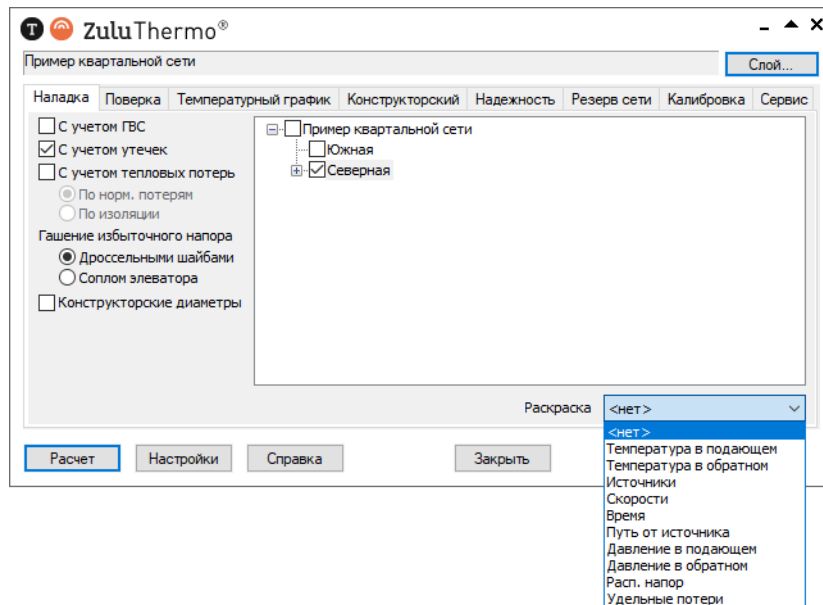 ZuluThermo®
Пример квартальной сети
Слой...
Наладка Поверка Температурный график Конструкторский Надежность Резерв сети Калибровка Сервис
С учетом ГВС
С учетом утечек
С учетом тепловых потерь
По норм. потерям
По изоляции
Гашение избыточного напора
Дроссельными шайбами
Соплом элеватора
Конструкторские диаметры
Пример квартальной сети
Южная
Северная
Раскраска <нет>
<нет>
Температура в подающем
Температура в обратном
Источники
Скорости
Время
Путь от источника
Давление в подающем
Давление в обратном
Расп. напор
Удельные потери
Расчет Настройки Справка Закрыть